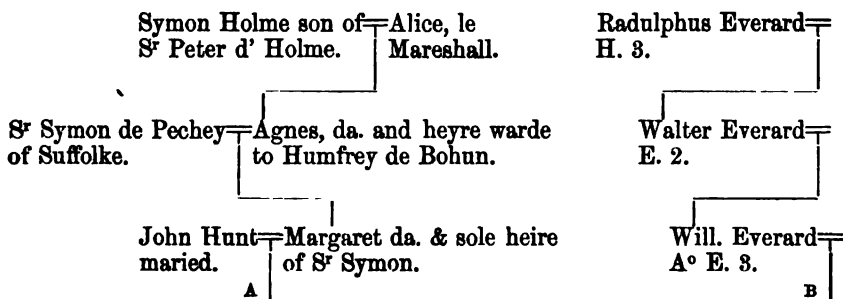 Symon Holme son of Alice, le Radulphus Everard
Sr Peter d' Holme. Mareshall. H. 3.
Sr Symon de Pechey Agnes, da. and heyre warde Walter Everard
of Suffolke. to Humfrey de Bohun. E. 2.
John Hunt Margaret da. & sole heire Will. Everard
maried. of Sr Symon. Ao E. 3.
A B